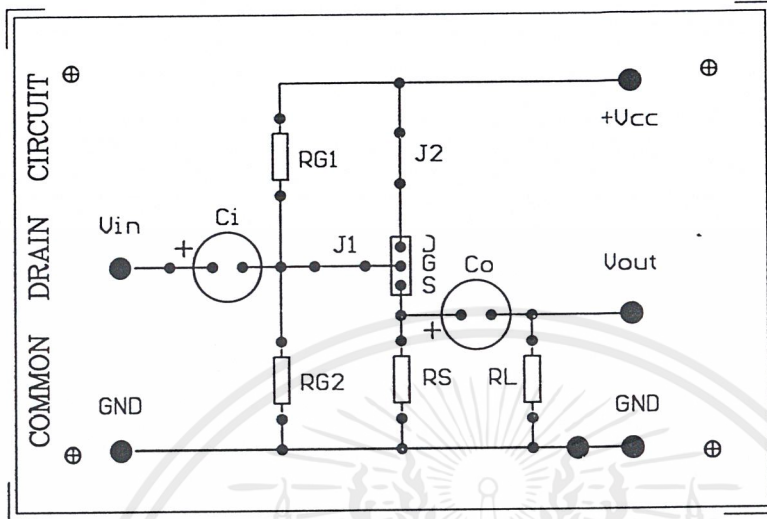 COMMON DRAIN CIRCUIT
+Vcc
J2
RG1
Vin
+
Ci
J1
D
G
S
Co
Vout
+
RG2
RS
RL
GND
GND